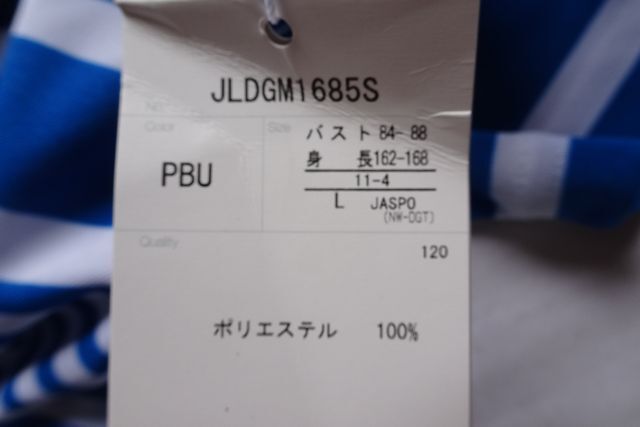 JLDGM1685S
Color
PBU
Size
バスト84-88
身 長162-168
11-4
L JASPO
(NW-DGT)
Quality
120
ポリエステル 100%